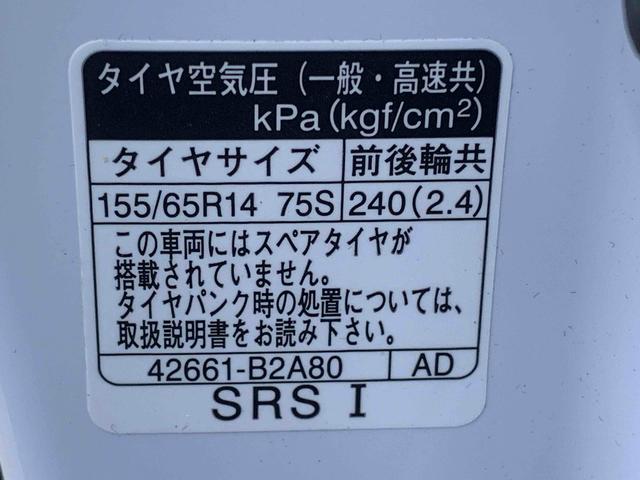 タイヤ空気圧（一般・高速共）
kPa(kgf/cm²)
タイヤサイズ 前後輪共
155/65R14 75S 240(2.4)
この車両にはスペアタイヤが
搭載されていません。
タイヤパンク時の処置については、
取扱説明書をお読み下さい。
42661-B2A80 AD
SRS I